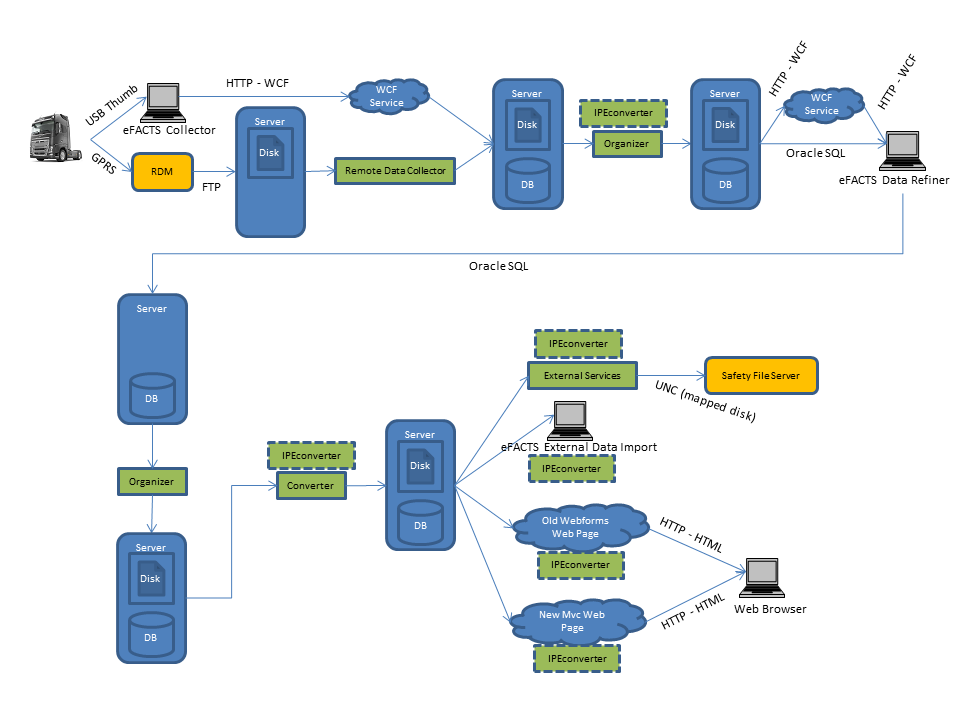 USB Thumb
eFACTS Collector
HTTP - WCF
WCF
Service
GPRS
RDM
FTP
Server
Disk
Remote Data Collector
Server
Disk
DB
IPEconverter
Organizer
Server
Disk
DB
HTTP - WCF
WCF
Service
HTTP - WCF
Oracle SQL
eFACTS Data Refiner
Oracle SQL
Server
DB
Organizer
Server
Disk
DB
IPEconverter
Converter
Server
Disk
DB
IPEconverter
External Services
UNC (mapped disk)
Safety File Server
eFACTS External Data Import
IPEconverter
Old Webforms
Web Page
IPEconverter
HTTP - HTML
New Mvc Web
Page
IPEconverter
HTTP - HTML
Web Browser